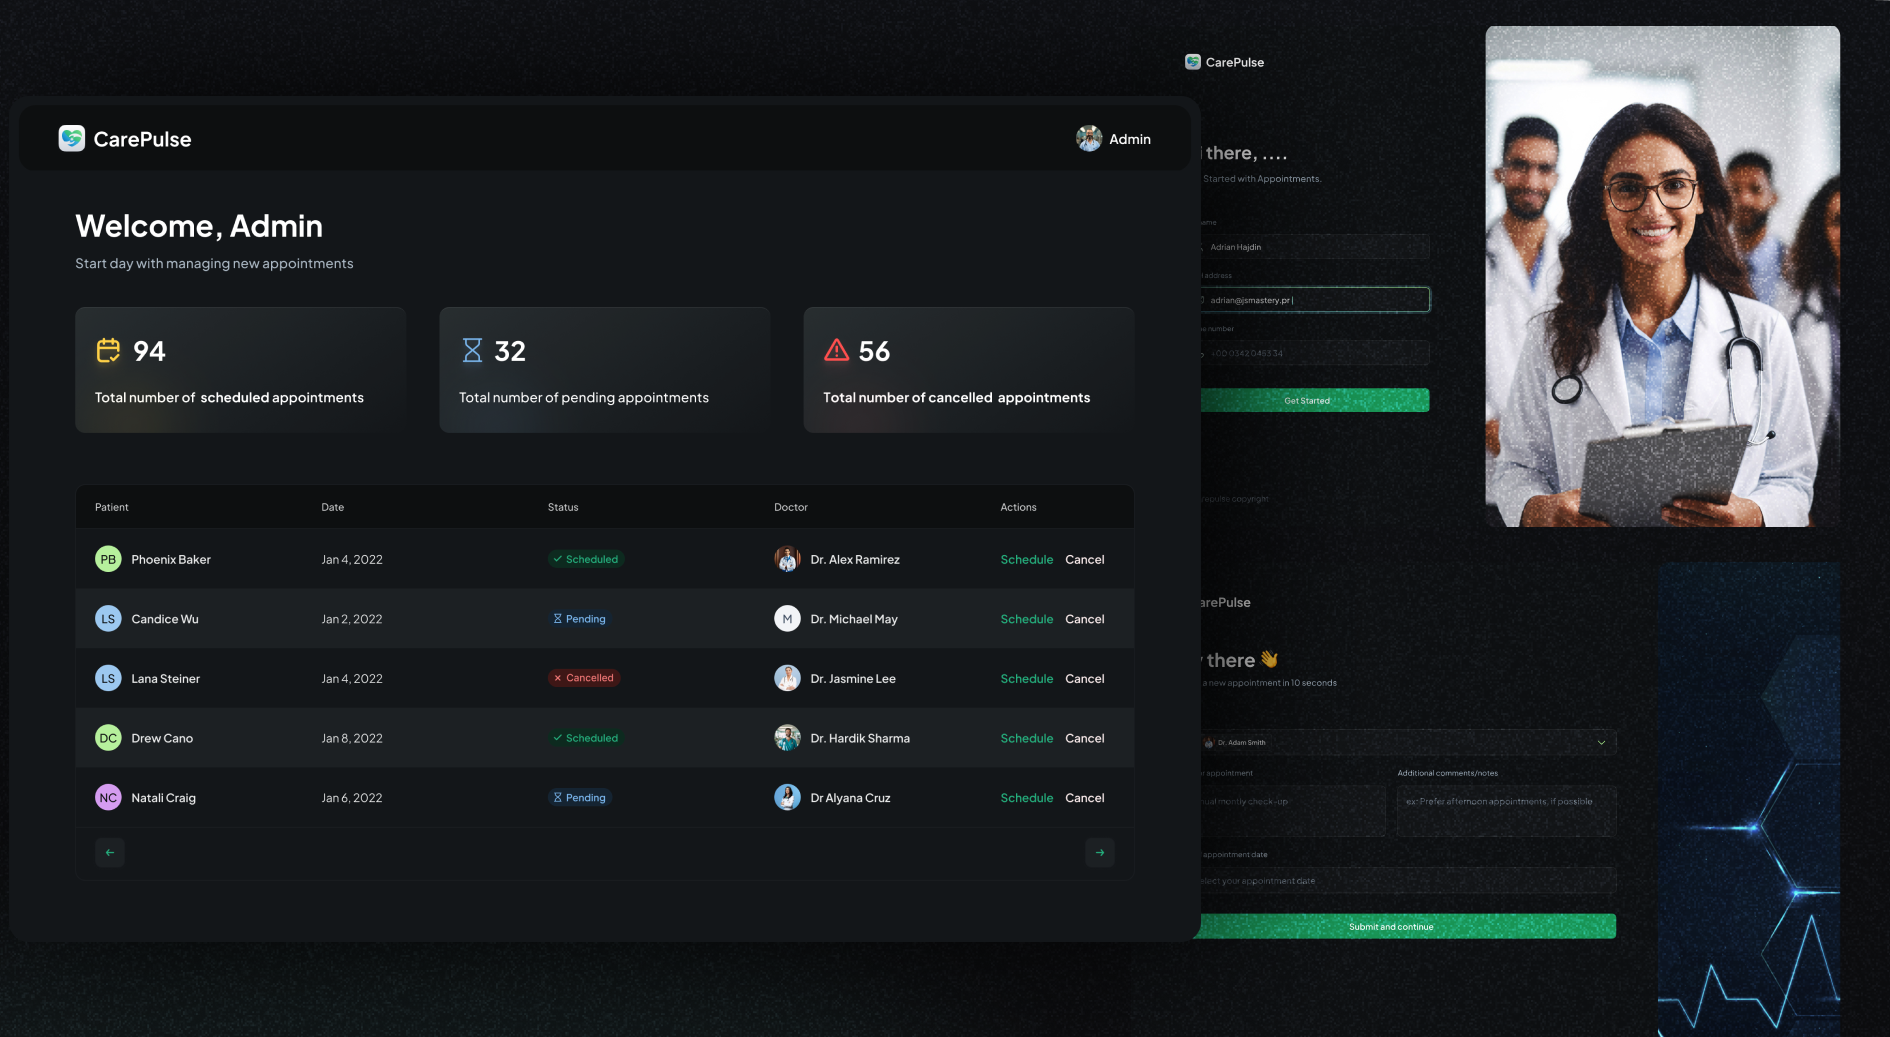 CarePulse
Admin
Welcome, Admin
Start day with managing new appointments
94
Total number of scheduled appointments
32
Total number of pending appointments
56
Total number of cancelled appointments
Patient Date Status Doctor Actions
PB Phoenix Baker Jan 4, 2022 Scheduled Dr. Alex Ramirez Schedule Cancel
LS Candice Wu Jan 2, 2022 Pending M Dr. Michael May Schedule Cancel
LS Lana Steiner Jan 4, 2022 Cancelled Dr. Jasmine Lee Schedule Cancel
DC Drew Cano Jan 8, 2022 Scheduled Dr. Hardik Sharma Schedule Cancel
NC Natali Craig Jan 6, 2022 Pending Dr Alyana Cruz Schedule Cancel
CarePulse
there, ....
Started with Appointments.
Adrian Hajdin
address
adrian@jsmastery.pr
number
+00 0342 0453 34
Get Started
copyright
arePulse
there 👋
a new appointment in 10 seconds
Dr. Adam Smith
appointment
Additional comments/notes
montly check-up
ex: Prefer afternoon appointments, if possible
appointment date
your appointment date
Submit and continue